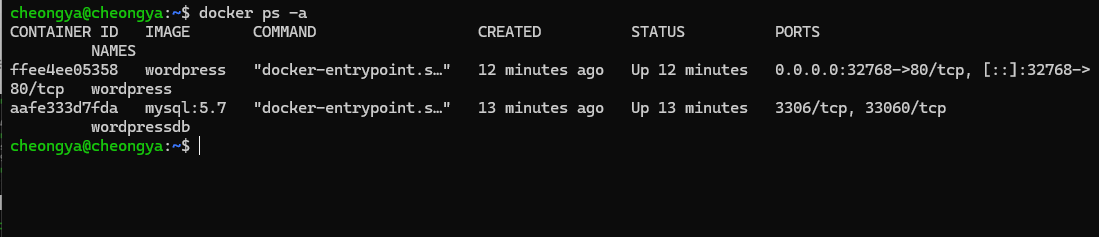 cheongya@cheongya:~$ docker ps -a
CONTAINER ID   IMAGE       COMMAND                  CREATED          STATUS          PORTS
         NAMES
ffee4ee05358   wordpress   "docker-entrypoint.s…"   12 minutes ago   Up 12 minutes   0.0.0.0:32768->80/tcp, [::]:32768->
80/tcp   wordpress
aafe333d7fda   mysql:5.7   "docker-entrypoint.s…"   13 minutes ago   Up 13 minutes   3306/tcp, 33060/tcp
         wordpressdb
cheongya@cheongya:~$